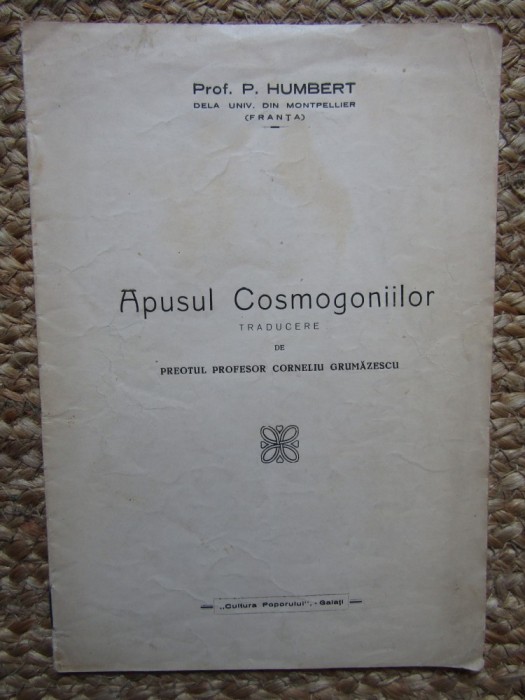 Prof. P. HUMBERT
DELA UNIV. DIN MONTPELLIER
(FRANȚA)
Apusul Cosmogoniilor
TRADUCERE
DE
PREOTUL PROFESOR CORNELIU GRUMĂZESCU
„Cultura Poporului”, - Galați